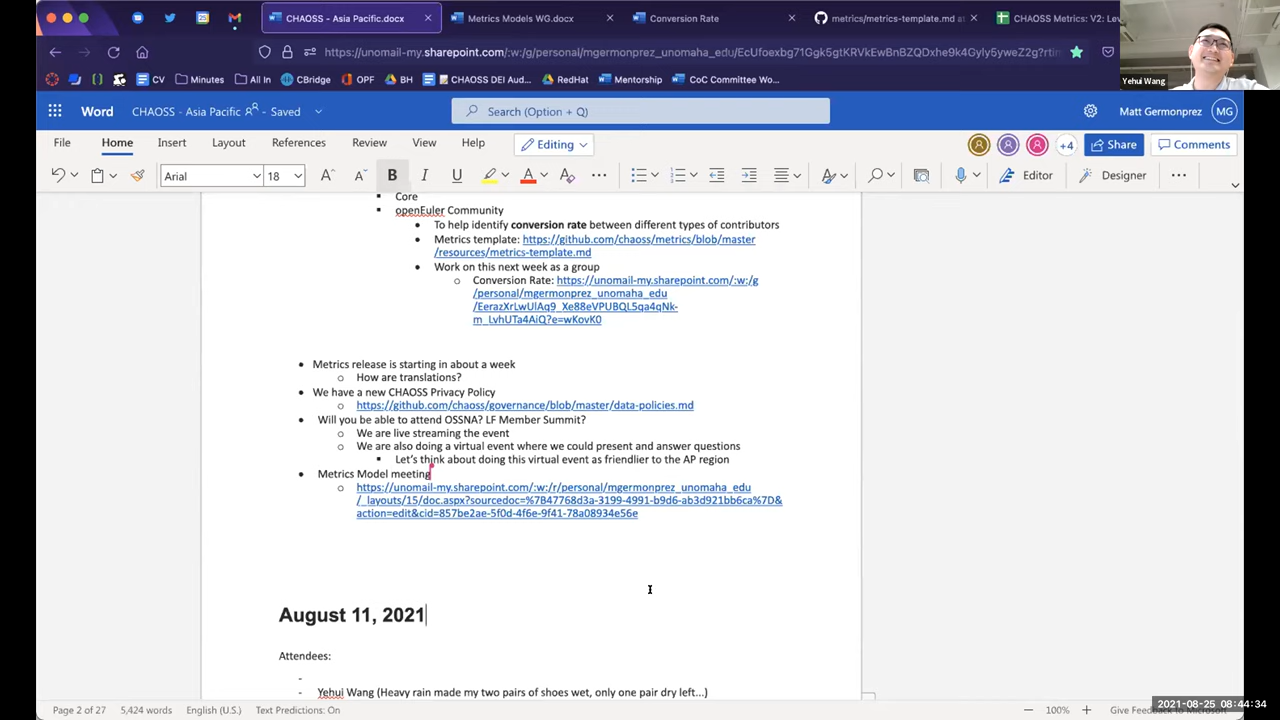 CHAOSS - Asia Pacific.docx
Metrics Models WG.docx
Conversion Rate
metrics/metrics-template.md at
CHAOSS Metrics: V2: Le
https://unomail-my.sharepoint.com/:w:/g/personal/mgermonprez_unomaha_edu/EcUfoexbg71Ggk5gtKRVkEwBnBZQDxhe9k4Gyly5yweZ2g?rti
CV
Minutes
All In
CBridge
OPF
BH
CHAOSS DEI Aud...
RedHat
Mentorship
CoC Committee Wo...
Yehui Wang
Word
CHAOSS - Asia Pacific - Saved
Search (Option + Q)
Matt Germonprez
MG
File Home Insert Layout References Review View Help
Editing
+4
Share
Comments
Arial
18
Editor
Designer
Core
openEuler Community
To help identify conversion rate between different types of contributors
Metrics template: https://github.com/chaoss/metrics/blob/master
/resources/metrics-template.md
Work on this next week as a group
Conversion Rate: https://unomail-my.sharepoint.com/:w:/g
/personal/mgermonprez_unomaha_edu
/EerazXrLwUlAq9_Xe88eVPUBQL5qa4qNk-
m_LvhUTa4AiQ?e=wKovK0
Metrics release is starting in about a week
How are translations?
We have a new CHAOSS Privacy Policy
https://github.com/chaoss/governance/blob/master/data-policies.md
Will you be able to attend OSSNA? LF Member Summit?
We are live streaming the event
We are also doing a virtual event where we could present and answer questions
Let's think about doing this virtual event as friendlier to the AP region
Metrics Model meeting
https://unomail-my.sharepoint.com/:w:/r/personal/mgermonprez_unomaha_edu
/_layouts/15/doc.aspx?sourcedoc=%7B47768d3a-3199-4991-b9d6-ab3d921bb6ca%7D&
action=edit&cid=857be2ae-5f0d-4f6e-9f41-78a08934e56e
August 11, 2021
Attendees:
-
- Yehui Wang (Heavy rain made my two pairs of shoes wet, only one pair dry left...)
Page 2 of 27
5,424 words
English (U.S.)
Text Predictions: On
100%
Give Feedback to Microsoft
2021-08-25 08:44:34